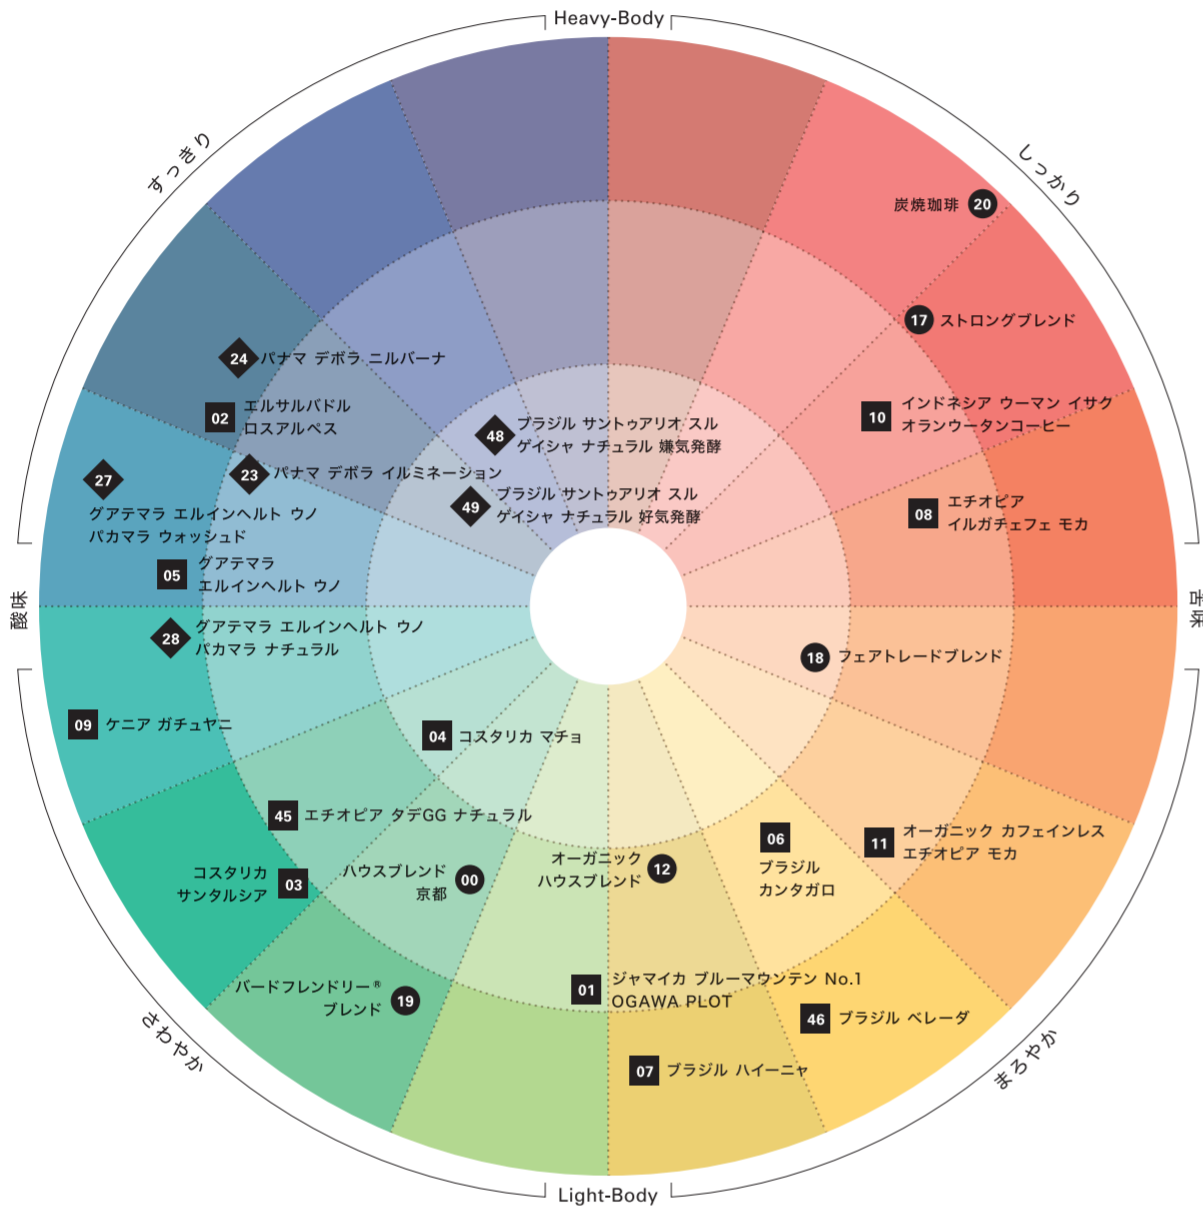 Heavy-Body
すっきり
しっかり
炭焼珈琲 20
17 ストロングブレンド
24 パナマ デボラ ニルバーナ
02 エルサルバドル
ロスアルペス
10 インドネシア ウーマン イサク
オランウータンコーヒー
48 ブラジル サントゥアリオ スル
ゲイシャ ナチュラル 嫌気発酵
23 パナマ デボラ イルミネーション
49 ブラジル サントゥアリオ スル
ゲイシャ ナチュラル 好気発酵
27
グアテマラ エルインヘルト ウノ
パカマラ ウォッシュド
08 エチオピア
イルガチェフェ モカ
05 グアテマラ
エルインヘルト ウノ
酸味
苦味
28 グアテマラ エルインヘルト ウノ
パカマラ ナチュラル
18 フェアトレードブレンド
09 ケニア ガチュヤニ
04 コスタリカ マチョ
45 エチオピア タデGG ナチュラル
06
ブラジル
カンタガロ
11 オーガニック カフェインレス
エチオピア モカ
コスタリカ
サンタルシア 03
ハウスブレンド
京都 00
オーガニック
ハウスブレンド 12
バードフレンドリー®
ブレンド 19
01 ジャマイカ ブルーマウンテン No.1
OGAWA PLOT
46 ブラジル ベレーダ
07 ブラジル ハイーニャ
さわやか
まろやか
Light-Body